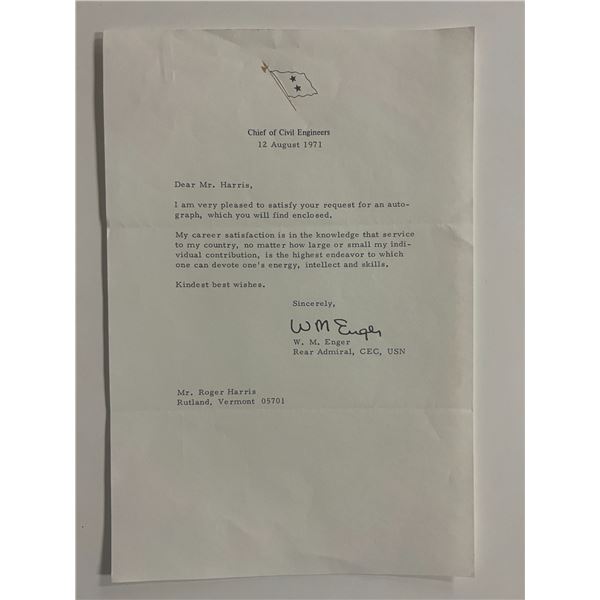 Chief of Civil Engineers
12 August 1971
Dear Mr. Harris,
I am very pleased to satisfy your request for an auto-
graph, which you will find enclosed.
My career satisfaction is in the knowledge that service
to my country, no matter how large or small my indi-
vidual contribution, is the highest endeavor to which
one can devote one's energy, intellect and skills.
Kindest best wishes.
Sincerely,
W M Enger
W. M. Enger
Rear Admiral, CEC, USN
Mr. Roger Harris
Rutland, Vermont 05701